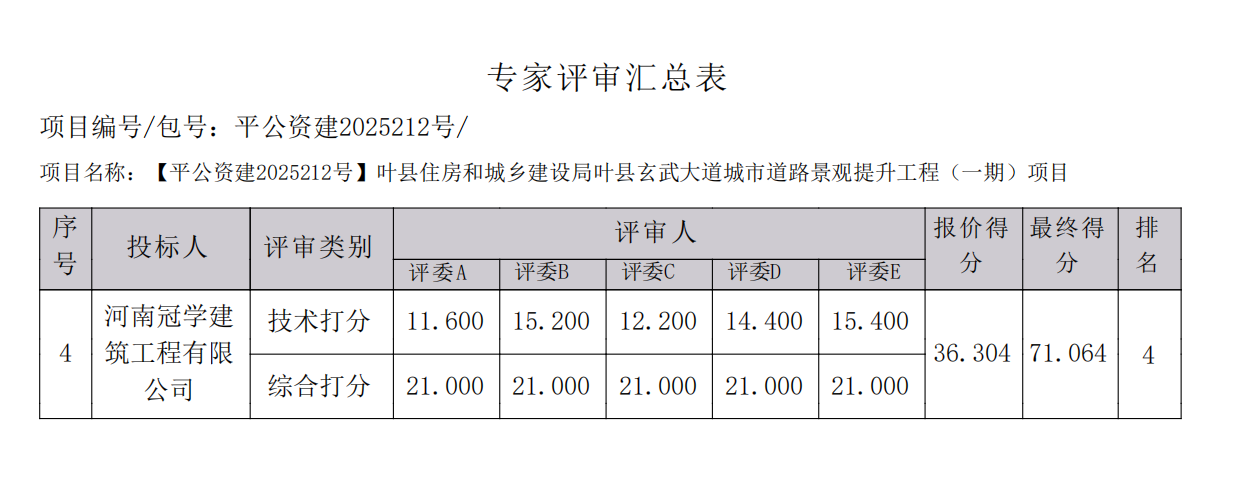 专家评审汇总表
项目编号/包号：平公资建2025212号/
项目名称：【平公资建2025212号】叶县住房和城乡建设局叶县玄武大道城市道路景观提升工程（一期）项目
序号 投标人 评审类别 评审人 报价得分 最终得分 排名
评委A 评委B 评委C 评委D 评委E
4 河南冠学建筑工程有限公司 技术打分 11.600 15.200 12.200 14.400 15.400 36.304 71.064 4
综合打分 21.000 21.000 21.000 21.000 21.000